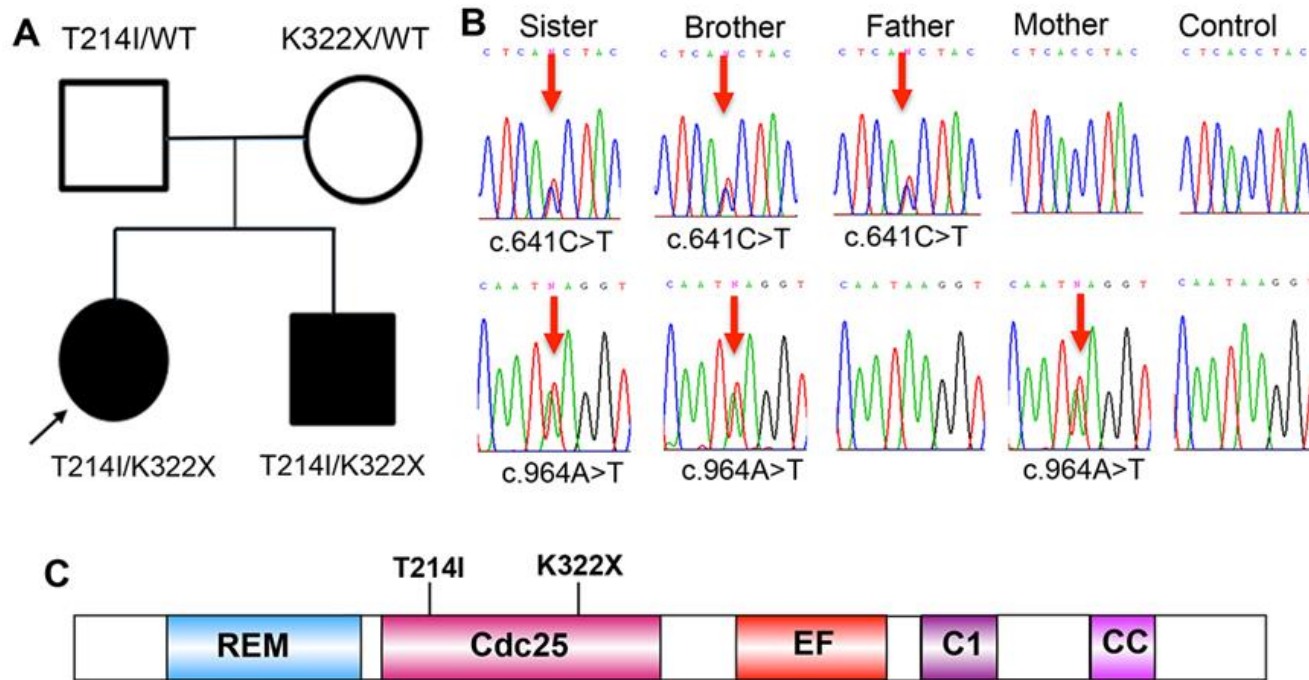 A
T214I/WT K322X/WT
T214I/K322X T214I/K322X
B
Sister Brother Father Mother Control
C T C A N C T A C C T C A N C T A C C T C A N C T A C C T C A C C T A C C T C A C C T A C
c.641C>T c.641C>T c.641C>T
C A A T N A G G T C A A T N A G G T C A A T A A G G T C A A T N A G G T C A A T A A G G T
c.964A>T c.964A>T c.964A>T
C
T214I K322X
REM Cdc25 EF C1 CC